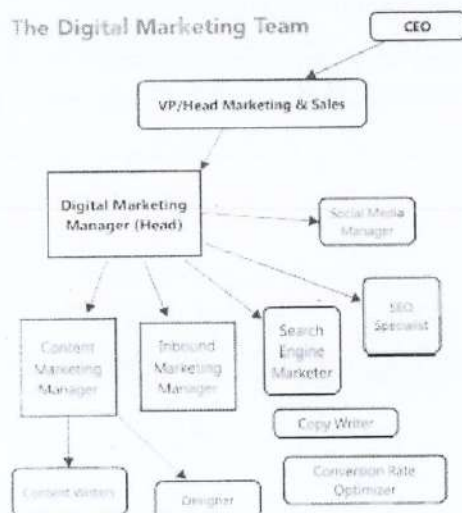 The Digital Marketing Team
CEO
VP/Head Marketing & Sales
Digital Marketing
Manager (Head)
Social Media
Manager
SEO
Specialist
Content
Marketing
Manager
Inbound
Marketing
Manager
Search
Engine
Marketer
Copy Writer
Content Writers
Designer
Conversion Rate
Optimizer